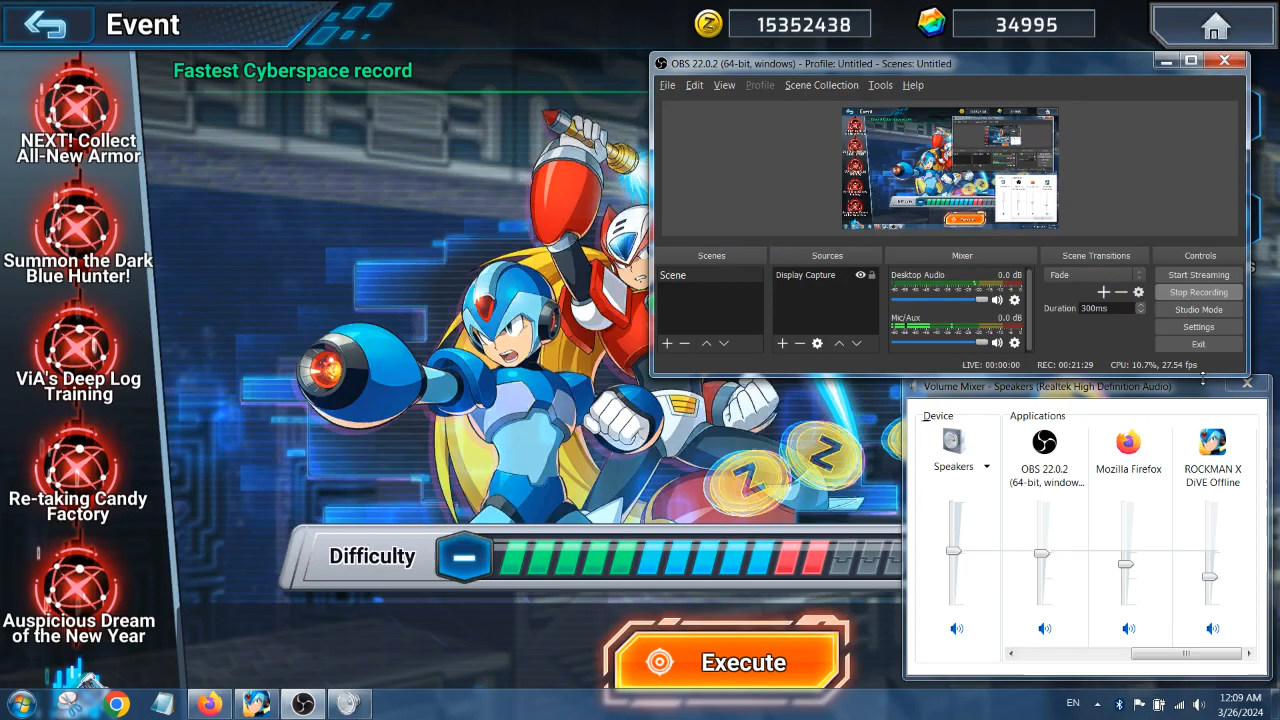 Event
15352438
34995
Fastest Cyberspace record
NEXT! Collect
All-New Armor
Summon the Dark
Blue Hunter!
ViA's Deep Log
Training
Re-taking Candy
Factory
Auspicious Dream
of the New Year
Difficulty
Execute
OBS 22.0.2 (64-bit, windows) - Profile: Untitled - Scenes: Untitled
File Edit View Profile Scene Collection Tools Help
Scenes Sources Mixer Scene Transitions Controls
Scene
Display Capture
Desktop Audio 0.0 dB
Mic/Aux 0.0 dB
Fade
Duration 300ms
Start Streaming
Stop Recording
Studio Mode
Settings
Exit
LIVE: 00:00:00 REC: 00:21:29 CPU: 10.7%, 27.54 fps
Volume Mixer - Speakers (Realtek High Definition Audio)
Device
Applications
Speakers
OBS 22.0.2
(64-bit, window...
Mozilla Firefox
ROCKMAN X
DiVE Offline
EN
12:09 AM
3/26/2024